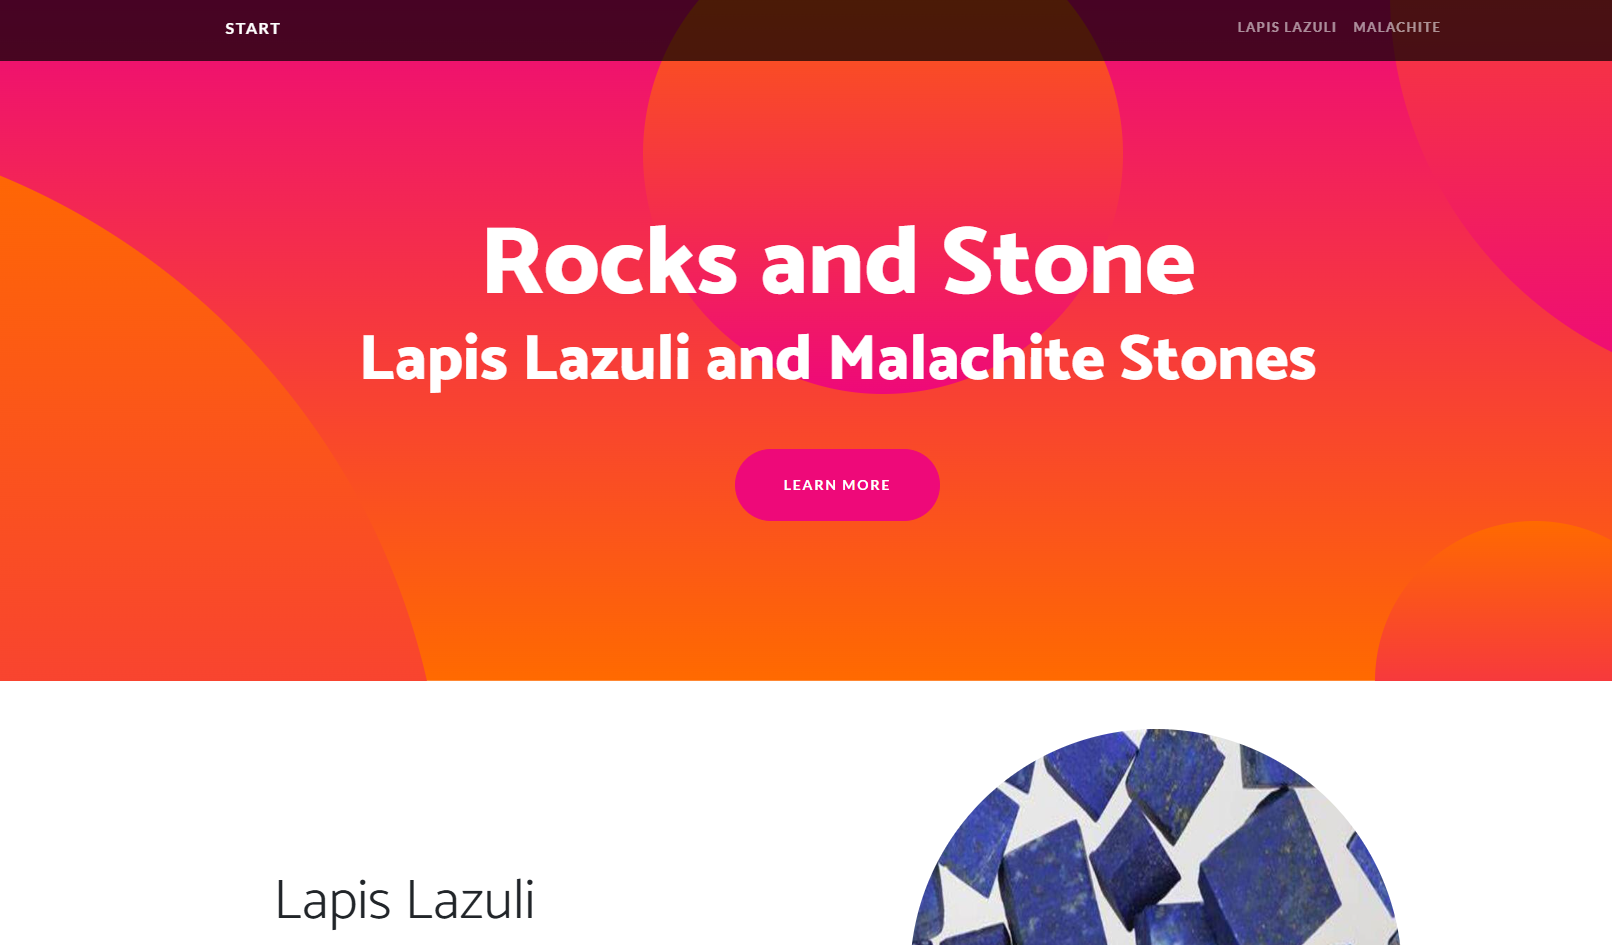 START
LAPIS LAZULI MALACHITE
Rocks and Stone
Lapis Lazuli and Malachite Stones
LEARN MORE
Lapis Lazuli